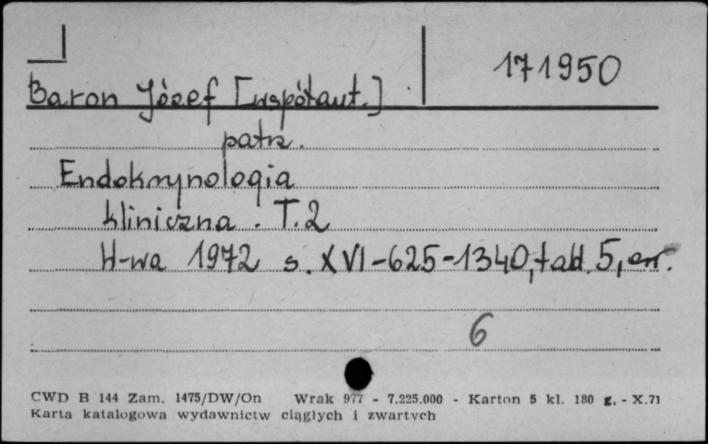 171950
Baron Józef [współaut.]
patrz.
Endokrynologia
kliniczna. T.2
W-wa 1972 s. XVI-625-1340, tabl. 5, err.
6
CWD B 144 Zam. 1475/DW/On Wrak 977 - 7.225.000 - Karton 5 kl. 180 g. - X.71
Karta katalogowa wydawnictw ciągłych i zwartych